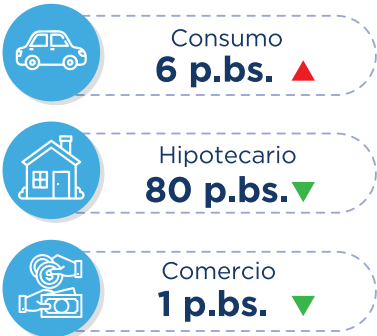 Consumo
6 p.bs.
Hipotecario
80 p.bs.
Comercio
1 p.bs.